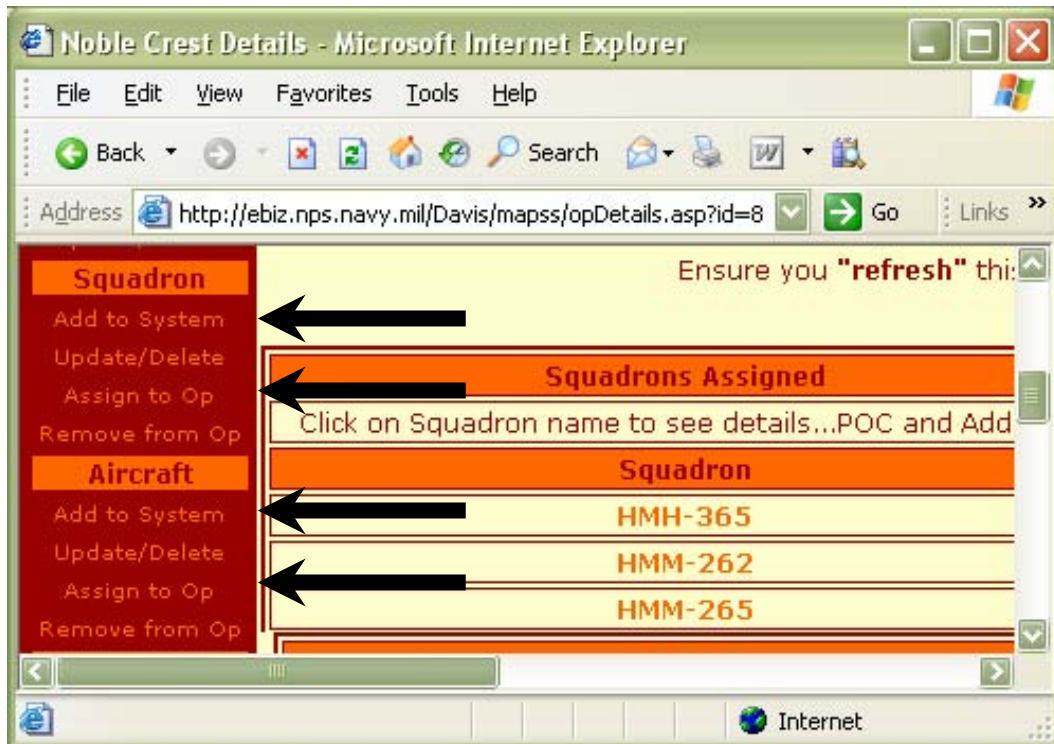 Noble Crest Details - Microsoft Internet Explorer
File Edit View Favorites Tools Help
Back Search W
Address http://ebiz.nps.navy.mil/Davis/mapss/opDetails.asp?id=8 Go Links »
Squadron
Add to System
Update/Delete
Assign to Op
Remove from Op
Aircraft
Add to System
Update/Delete
Assign to Op
Remove from Op
Ensure you "refresh"
Squadrons Assigned
Click on Squadron name to see details...POC and Add
Squadron
HMH-365
HMM-262
HMM-265
Internet